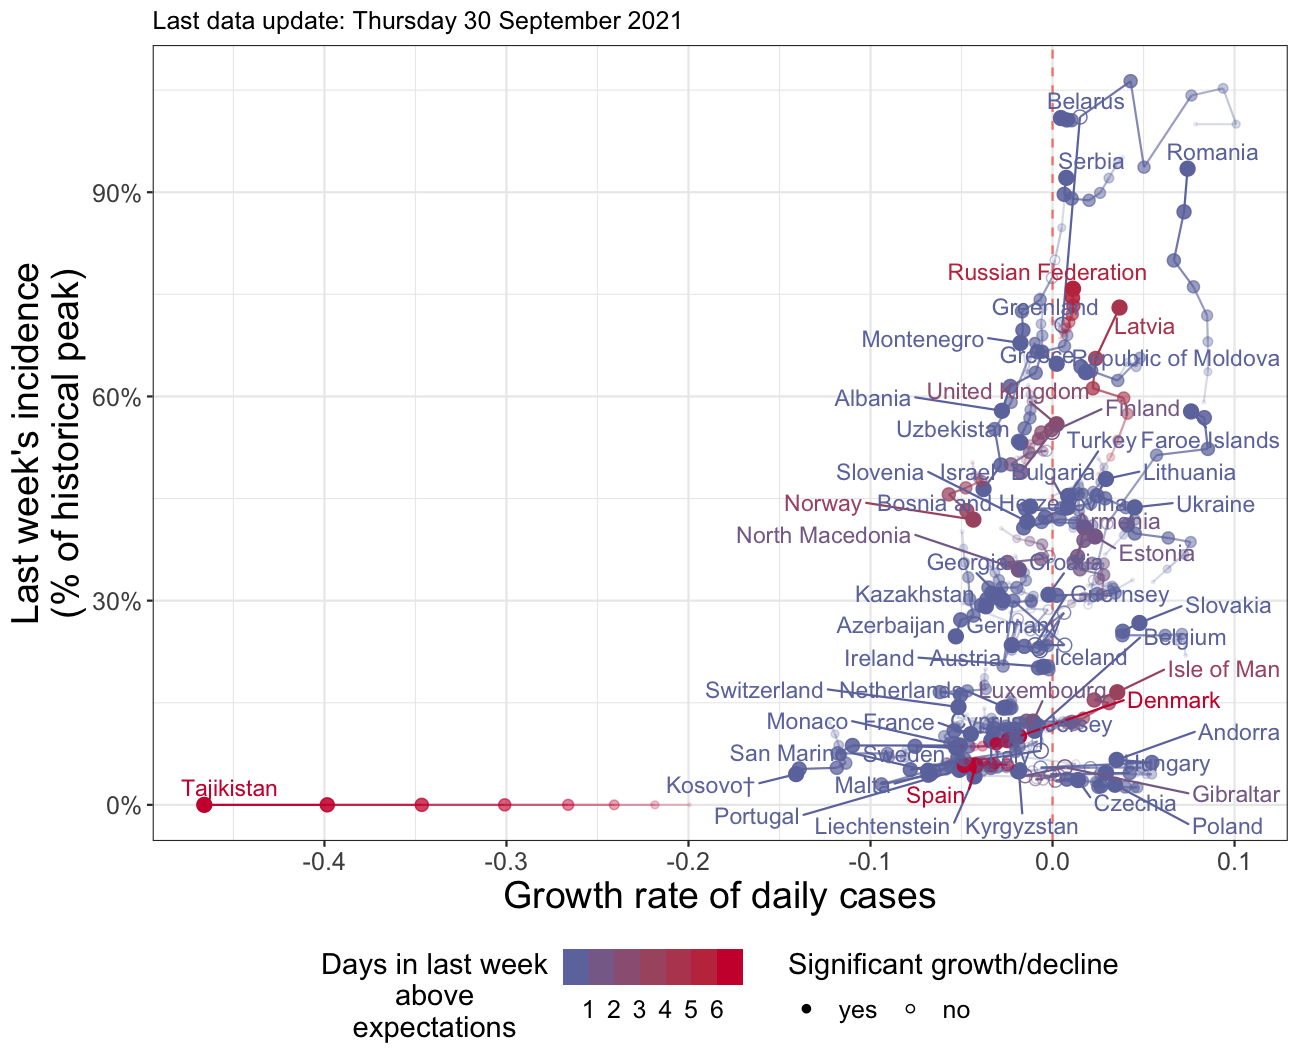 Last data update: Thursday 30 September 2021
Last week's incidence
(% of historical peak)
90%
60%
30%
0%
Belarus
Serbia
Romania
Russian Federation
Greenland
Latvia
Montenegro
Greece
Republic of Moldova
United Kingdom
Albania
Finland
Uzbekistan
Turkey
Faroe Islands
Slovenia
Israel
Bulgaria
Lithuania
Norway
Bosnia and Herzegovina
Ukraine
Armenia
North Macedonia
Estonia
Georgia
Croatia
Kazakhstan
Guernsey
Slovakia
Azerbaijan
Germany
Belgium
Ireland
Austria
Iceland
Isle of Man
Switzerland
Netherlands
Luxembourg
Denmark
Monaco
France
Cyprus
Jersey
Andorra
San Marino
Sweden
Italy
Hungary
Tajikistan
Kosovo†
Malta
Spain
Gibraltar
Czechia
Portugal
Liechtenstein
Kyrgyzstan
Poland
-0.4
-0.3
-0.2
-0.1
0.0
0.1
Growth rate of daily cases
Days in last week
above
expectations
1 2 3 4 5 6
Significant growth/decline
yes
no